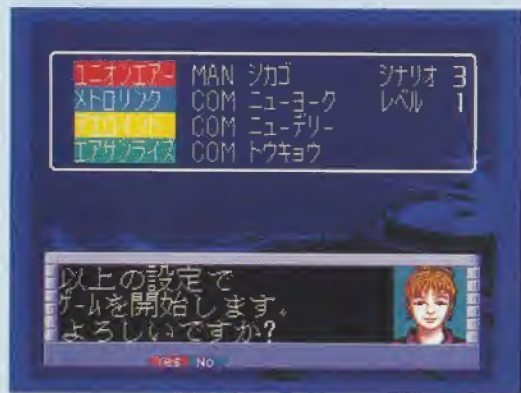 ユニオンエアー MAN シカゴ シナリオ 3
メトロリンク COM ニューヨーク レベル 1
COM ニューデリー
エアサンライズ COM トウキョウ
以上の設定で
ゲームを開始します。
よろしいですか?
Yes No